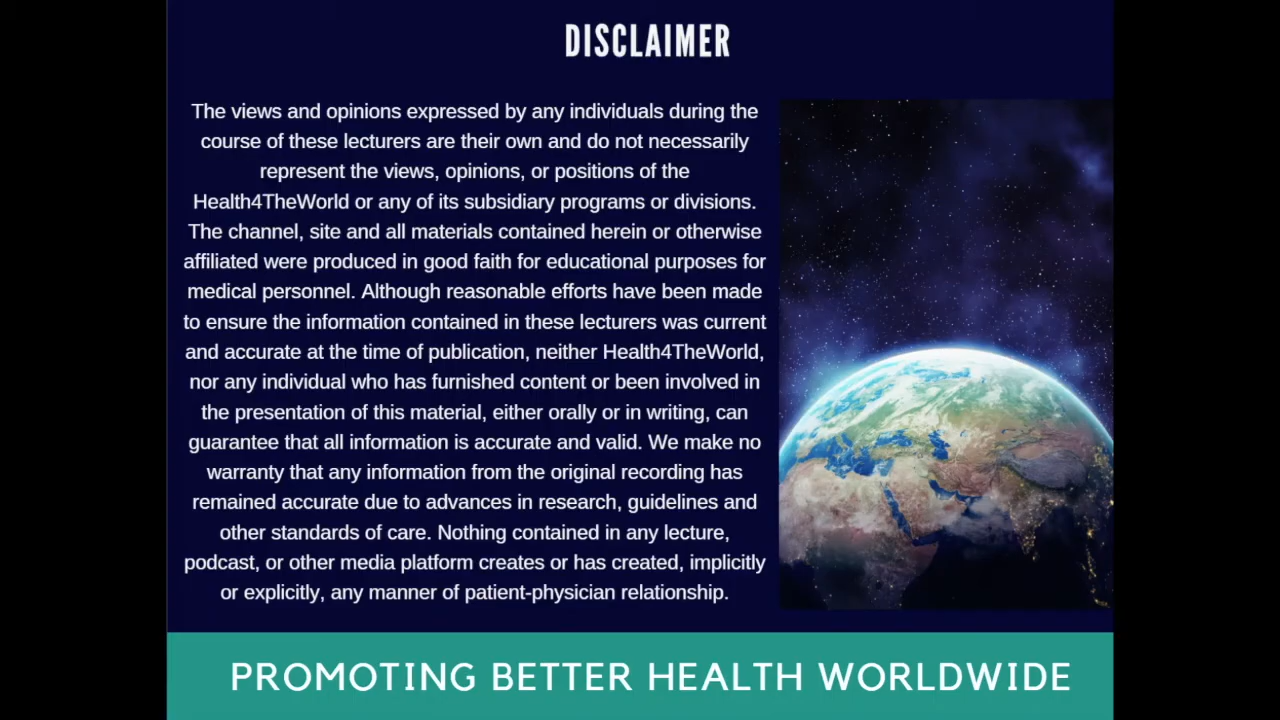 DISCLAIMER
The views and opinions expressed by any individuals during the
course of these lecturers are their own and do not necessarily
represent the views, opinions, or positions of the
Health4TheWorld or any of its subsidiary programs or divisions.
The channel, site and all materials contained herein or otherwise
affiliated were produced in good faith for educational purposes for
medical personnel. Although reasonable efforts have been made
to ensure the information contained in these lecturers was current
and accurate at the time of publication, neither Health4TheWorld,
nor any individual who has furnished content or been involved in
the presentation of this material, either orally or in writing, can
guarantee that all information is accurate and valid. We make no
warranty that any information from the original recording has
remained accurate due to advances in research, guidelines and
other standards of care. Nothing contained in any lecture,
podcast, or other media platform creates or has created, implicitly
or explicitly, any manner of patient-physician relationship.
PROMOTING BETTER HEALTH WORLDWIDE